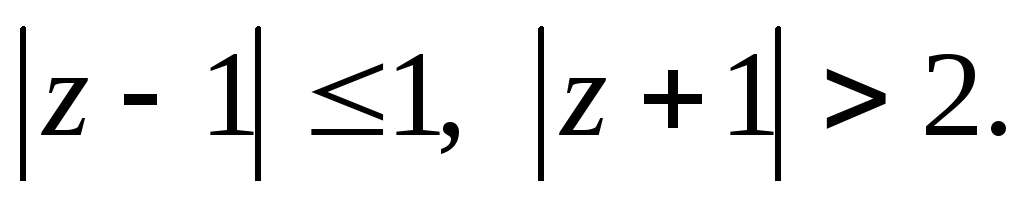 |z - 1| ≤1, |z + 1| > 2.